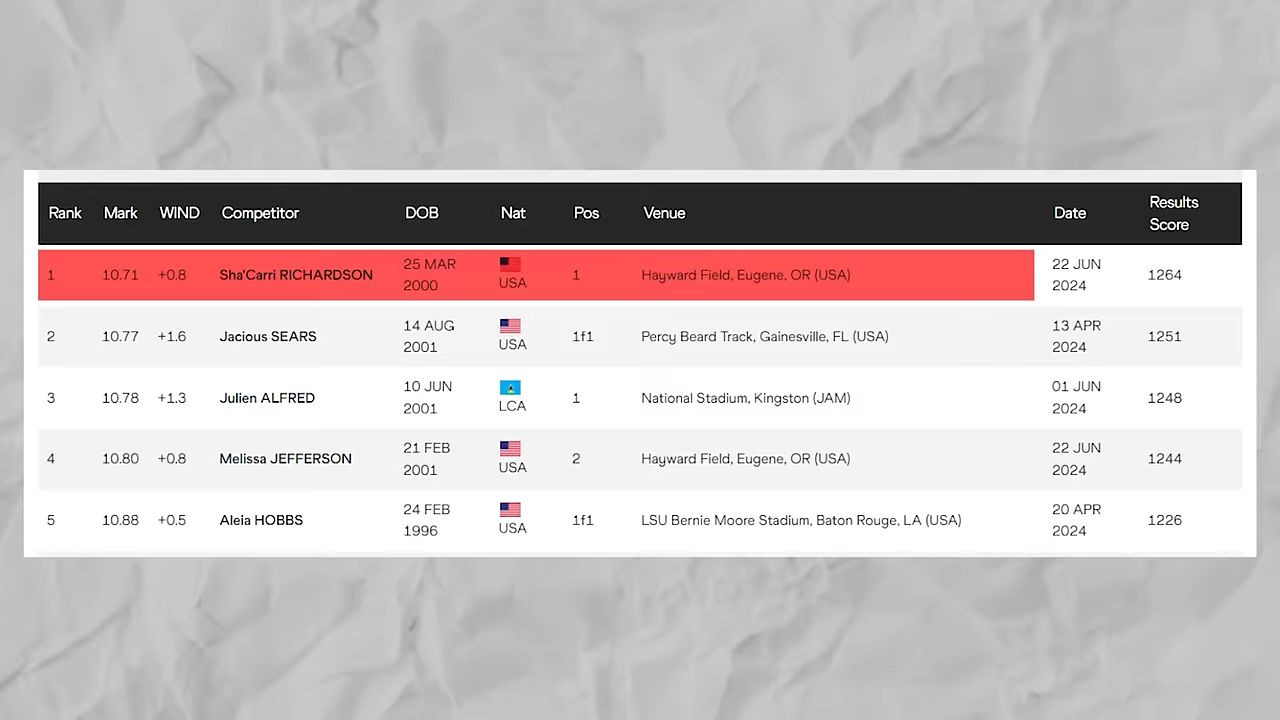 Rank Mark WIND Competitor DOB Nat Pos Venue Date Results Score
1 10.71 +0.8 Sha'Carri RICHARDSON 25 MAR 2000 USA 1 Hayward Field, Eugene, OR (USA) 22 JUN 2024 1264
2 10.77 +1.6 Jacious SEARS 14 AUG 2001 USA 1f1 Percy Beard Track, Gainesville, FL (USA) 13 APR 2024 1251
3 10.78 +1.3 Julien ALFRED 10 JUN 2001 LCA 1 National Stadium, Kingston (JAM) 01 JUN 2024 1248
4 10.80 +0.8 Melissa JEFFERSON 21 FEB 2001 USA 2 Hayward Field, Eugene, OR (USA) 22 JUN 2024 1244
5 10.88 +0.5 Aleia HOBBS 24 FEB 1996 USA 1f1 LSU Bernie Moore Stadium, Baton Rouge, LA (USA) 20 APR 2024 1226